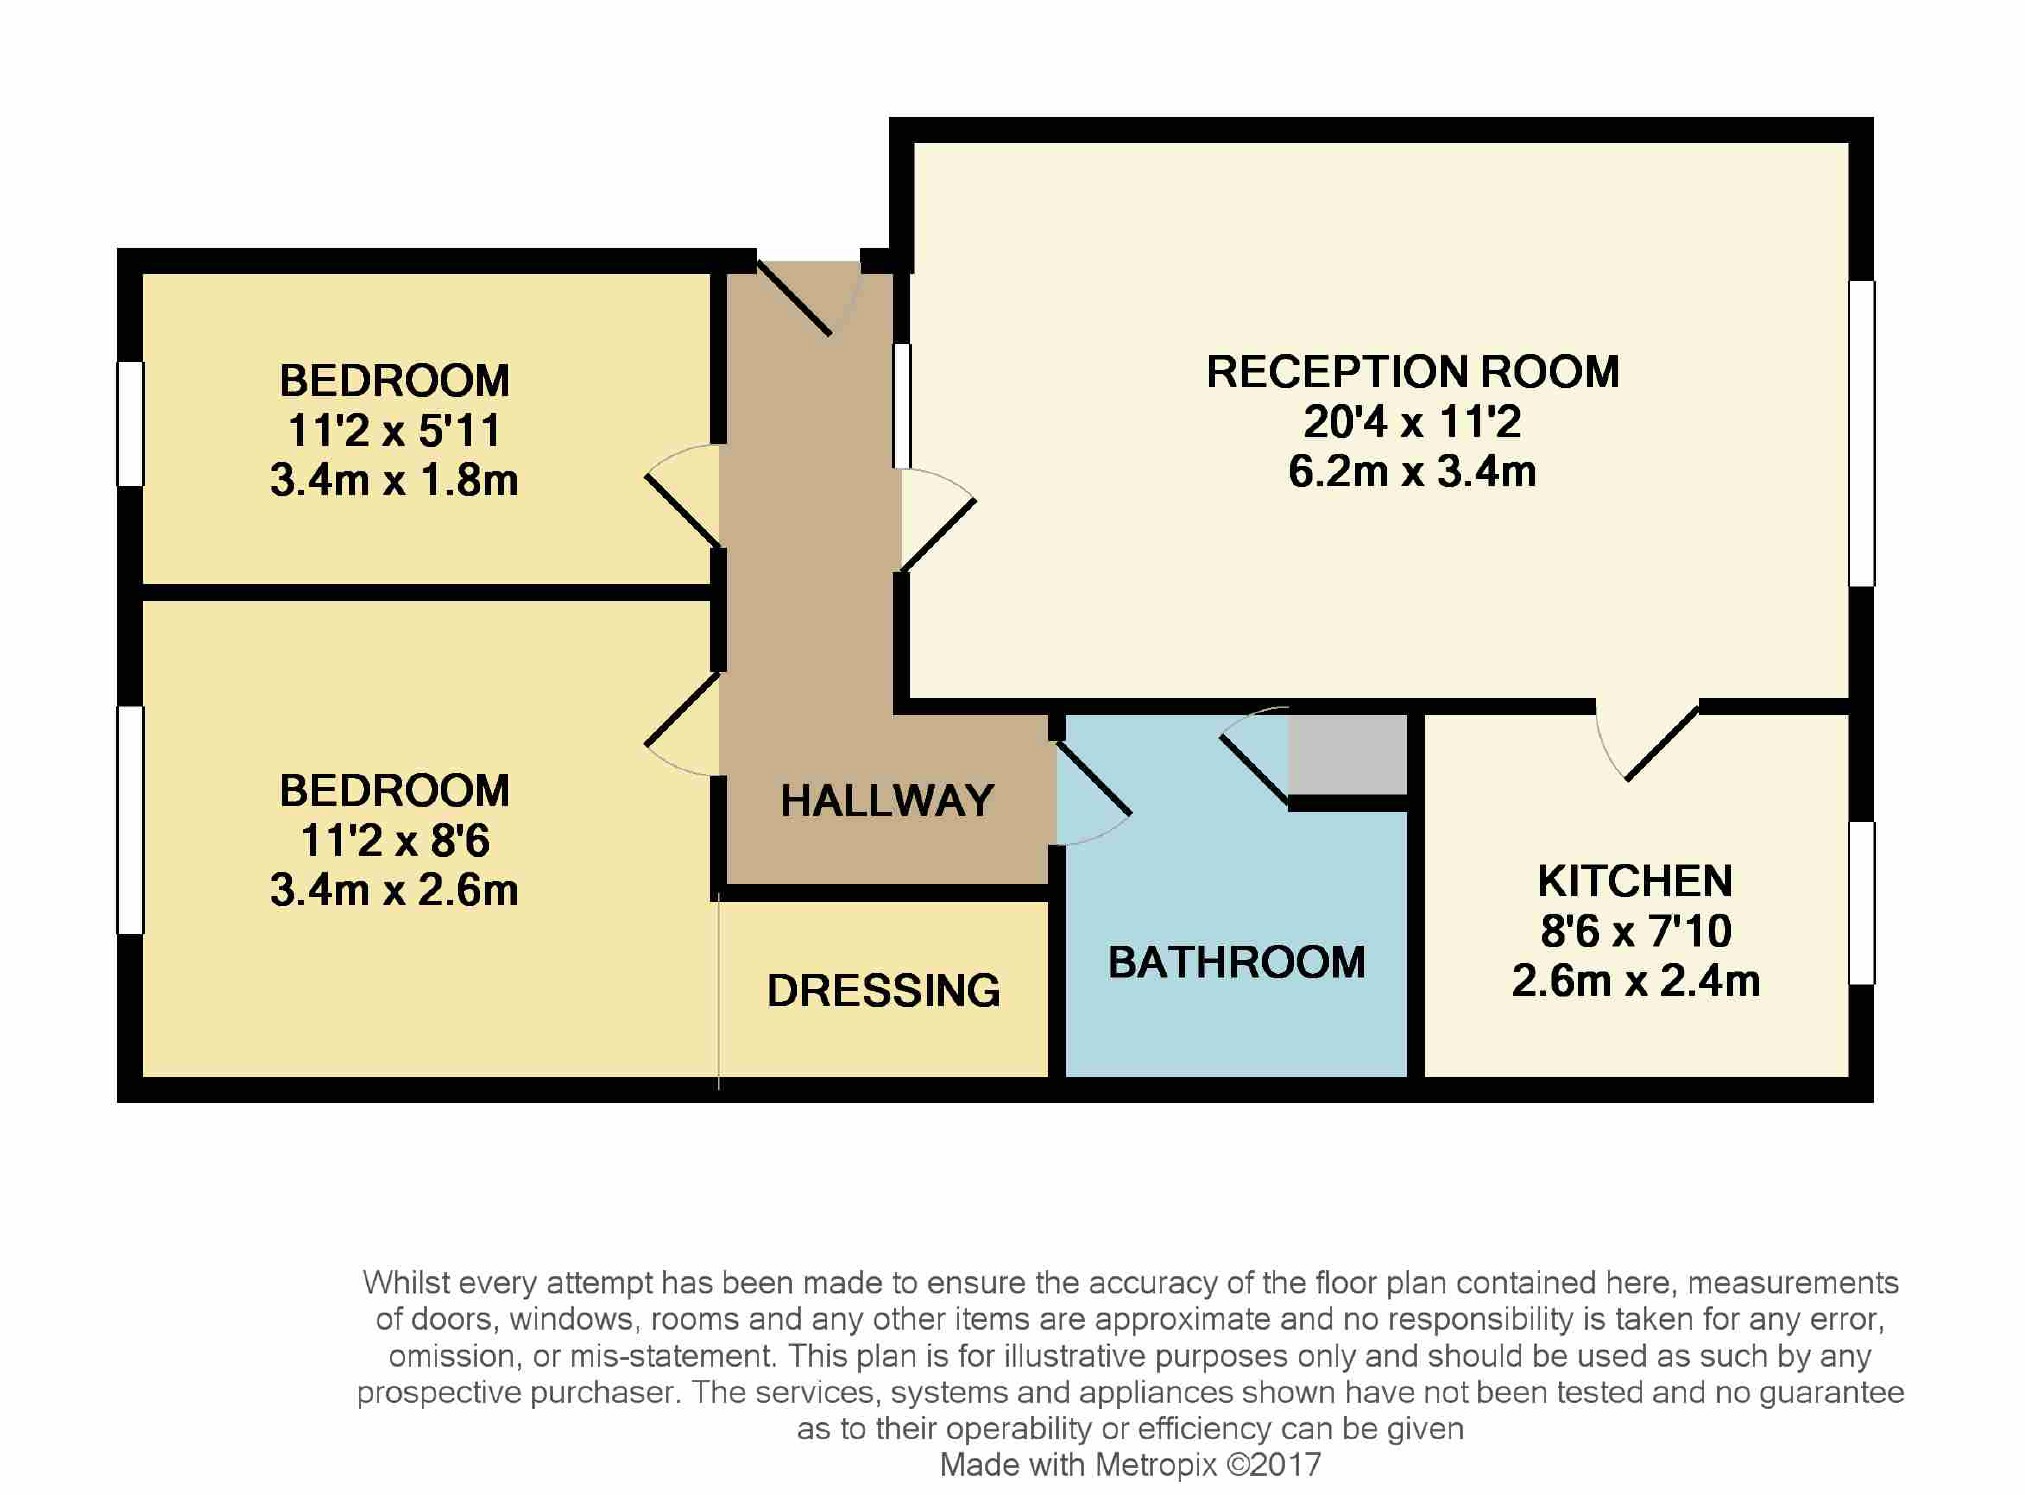 BEDROOM
11'2 x 5'11
3.4m x 1.8m
RECEPTION ROOM
20'4 x 11'2
6.2m x 3.4m
BEDROOM
11'2 x 8'6
3.4m x 2.6m
HALLWAY
DRESSING
BATHROOM
KITCHEN
8'6 x 7'10
2.6m x 2.4m
Whilst every attempt has been made to ensure the accuracy of the floor plan contained here, measurements
of doors, windows, rooms and any other items are approximate and no responsibility is taken for any error,
omission, or mis-statement. This plan is for illustrative purposes only and should be used as such by any
prospective purchaser. The services, systems and appliances shown have not been tested and no guarantee
as to their operability or efficiency can be given
Made with Metropix ©2017